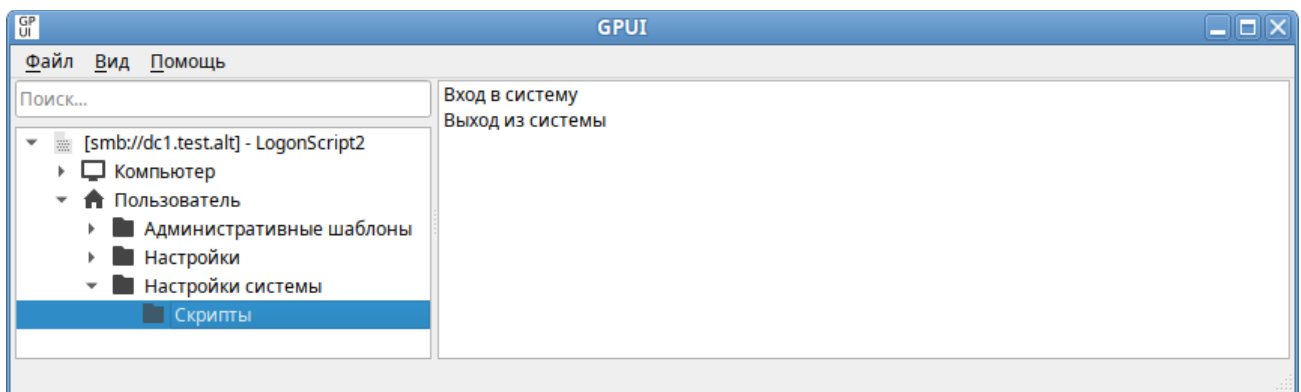 GP
UI
GPUI
Файл Вид Помощь
Поиск...
[smb://dc1.test.alt] - LogonScript2
Компьютер
Пользователь
Административные шаблоны
Настройки
Настройки системы
Скрипты
Вход в систему
Выход из системы